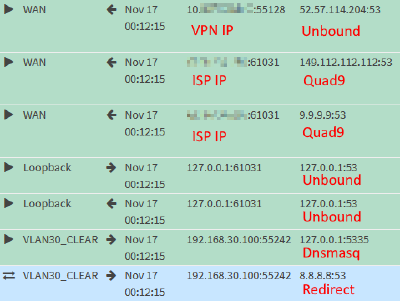 WAN Nov 17 00:12:15 10. :55128 52.57.114.204:53
VPN IP Unbound
WAN Nov 17 00:12:15 :61031 149.112.112.112:53
ISP IP Quad9
WAN Nov 17 00:12:15 :61031 9.9.9.9:53
ISP IP Quad9
Loopback Nov 17 00:12:15 127.0.0.1:61031 127.0.0.1:53
Unbound
Loopback Nov 17 00:12:15 127.0.0.1:61031 127.0.0.1:53
Unbound
VLAN30_CLEAR Nov 17 00:12:15 192.168.30.100:55242 127.0.0.1:5335
Dnsmasq
VLAN30_CLEAR Nov 17 00:12:15 192.168.30.100:55242 8.8.8.8:53
Redirect